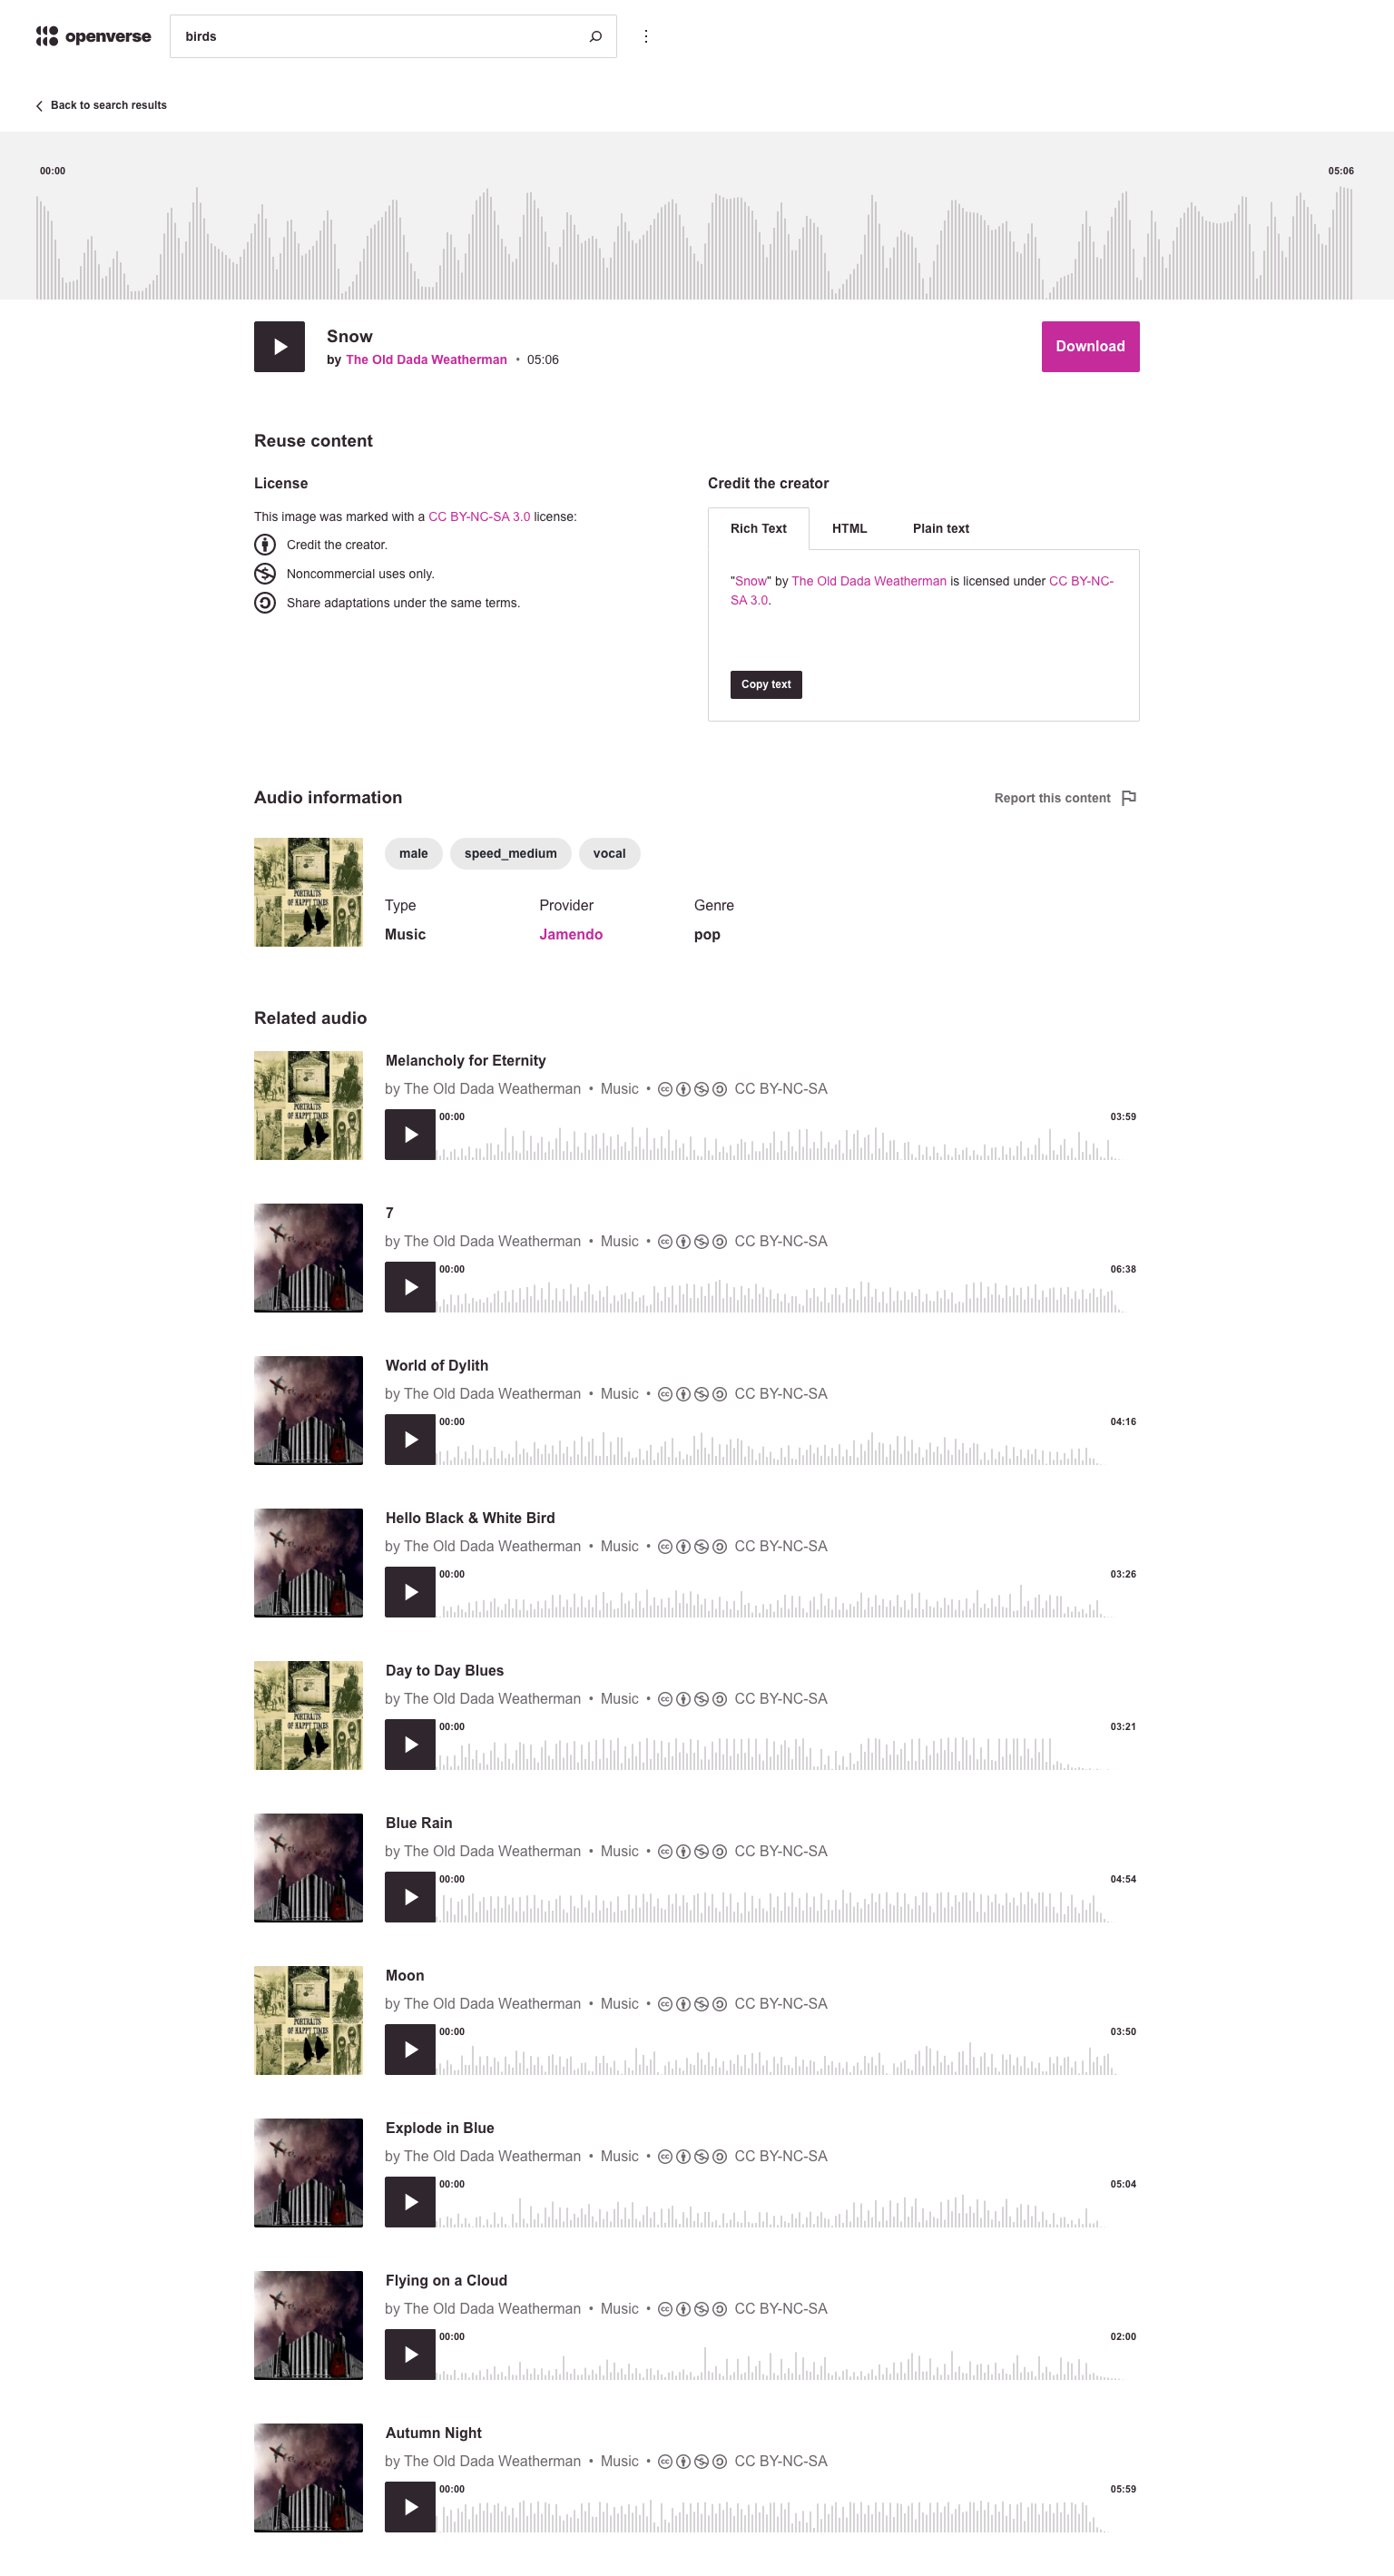 openverse
birds
Back to search results
00:00
05:06
Snow
by The Old Dada Weatherman • 05:06
Download
Reuse content
License
This image was marked with a CC BY-NC-SA 3.0 license:
Credit the creator.
Noncommercial uses only.
Share adaptations under the same terms.
Credit the creator
Rich Text HTML Plain text
"Snow" by The Old Dada Weatherman is licensed under CC BY-NC-
SA 3.0.
Copy text
Audio information
Report this content
PORTRAITS
OF HAPPY TIMES
male speed_medium vocal
Type Provider Genre
Music Jamendo pop
Related audio
PORTRAITS
OF HAPPY TIMES
Melancholy for Eternity
by The Old Dada Weatherman • Music • CC BY-NC-SA
00:00 03:59
7
by The Old Dada Weatherman • Music • CC BY-NC-SA
00:00 06:38
World of Dylith
by The Old Dada Weatherman • Music • CC BY-NC-SA
00:00 04:16
Hello Black & White Bird
by The Old Dada Weatherman • Music • CC BY-NC-SA
00:00 03:26
PORTRAITS
OF HAPPY TIMES
Day to Day Blues
by The Old Dada Weatherman • Music • CC BY-NC-SA
00:00 03:21
Blue Rain
by The Old Dada Weatherman • Music • CC BY-NC-SA
00:00 04:54
PORTRAITS
OF HAPPY TIMES
Moon
by The Old Dada Weatherman • Music • CC BY-NC-SA
00:00 03:50
Explode in Blue
by The Old Dada Weatherman • Music • CC BY-NC-SA
00:00 05:04
Flying on a Cloud
by The Old Dada Weatherman • Music • CC BY-NC-SA
00:00 02:00
Autumn Night
by The Old Dada Weatherman • Music • CC BY-NC-SA
00:00 05:59